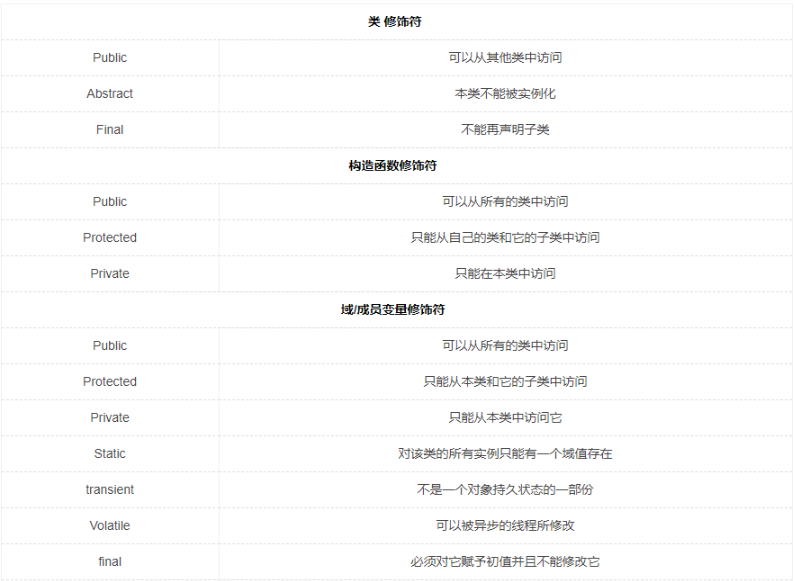 类 修饰符
Public 可以从其他类中访问
Abstract 本类不能被实例化
Final 不能再声明子类
构造函数修饰符
Public 可以从所有的类中访问
Protected 只能从自己的类和它的子类中访问
Private 只能在本类中访问
域/成员变量修饰符
Public 可以从所有的类中访问
Protected 只能从本类和它的子类中访问
Private 只能从本类中访问它
Static 对该类的所有实例只能有一个域值存在
transient 不是一个对象持久状态的一部份
Volatile 可以被异步的线程所修改
final 必须对它赋予初值并且不能修改它